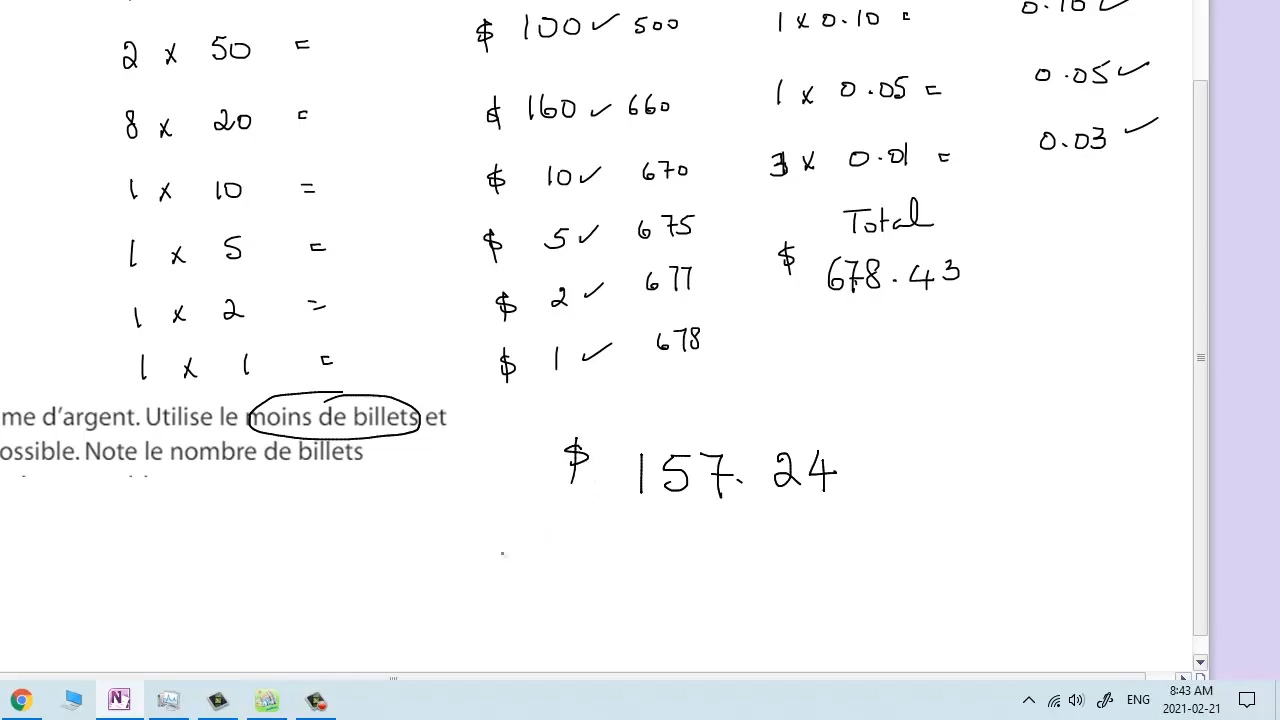 2 x 50 = $ 100 ✓ 500
8 x 20 = $ 160 ✓ 660
1 x 10 = $ 10 ✓ 670
1 x 5 = $ 5 ✓ 675
1 x 2 = $ 2 ✓ 677
1 x 1 = $ 1 ✓ 678
1 x 0.10 = 0.10 ✓
1 x 0.05 = 0.05 ✓
3 x 0.01 = 0.03 ✓
Total
$ 678.43
me d'argent. Utilise le moins de billets et
ossible. Note le nombre de billets
$ 157.24
ENG
8:43 AM
2021-02-21